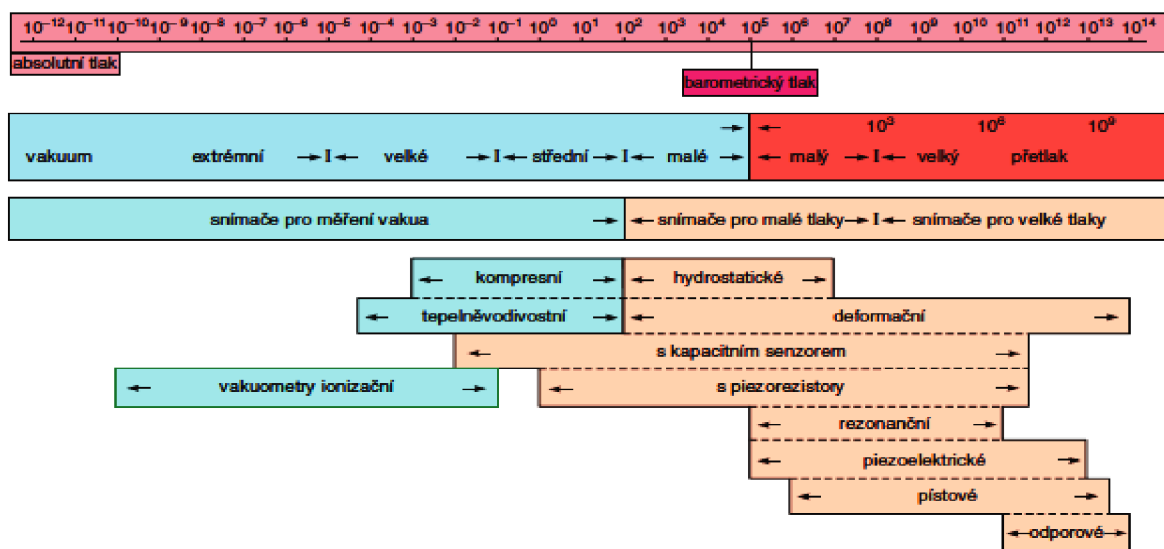 10⁻¹² 10⁻¹¹ 10⁻¹⁰ 10⁻⁹ 10⁻⁸ 10⁻⁷ 10⁻⁶ 10⁻⁵ 10⁻⁴ 10⁻³ 10⁻² 10⁻¹ 10⁰ 10¹ 10² 10³ 10⁴ 10⁵ 10⁶ 10⁷ 10⁸ 10⁹ 10¹⁰ 10¹¹ 10¹² 10¹³ 10¹⁴
absolutní tlak
barometrický tlak
10³ 10⁶ 10⁹
vakuum extrémní velké střední malé malý velký přetlak
snímače pro měření vakua snímače pro malé tlaky snímače pro velké tlaky
kompresní hydrostatické
tepelněvodivostní deformační
s kapacitním senzorem
vakuometry ionizační s piezorezistory
rezonanční
piezoelektrické
pístové
odporové